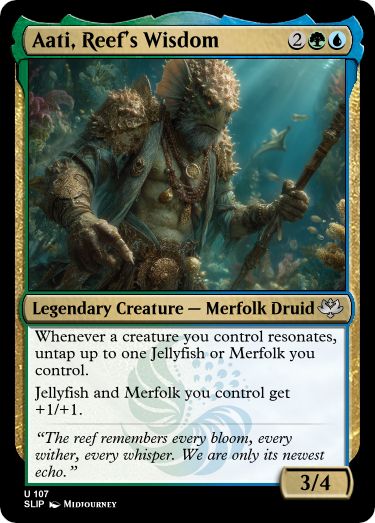 Aati, Reef's Wisdom 2
Legendary Creature — Merfolk Druid
Whenever a creature you control resonates,
untap up to one Jellyfish or Merfolk you
control.
Jellyfish and Merfolk you control get
+1/+1.
“The reef remembers every bloom, every
wither, every whisper. We are only its newest
echo.”
3/4
U 107
SLIP Midjourney